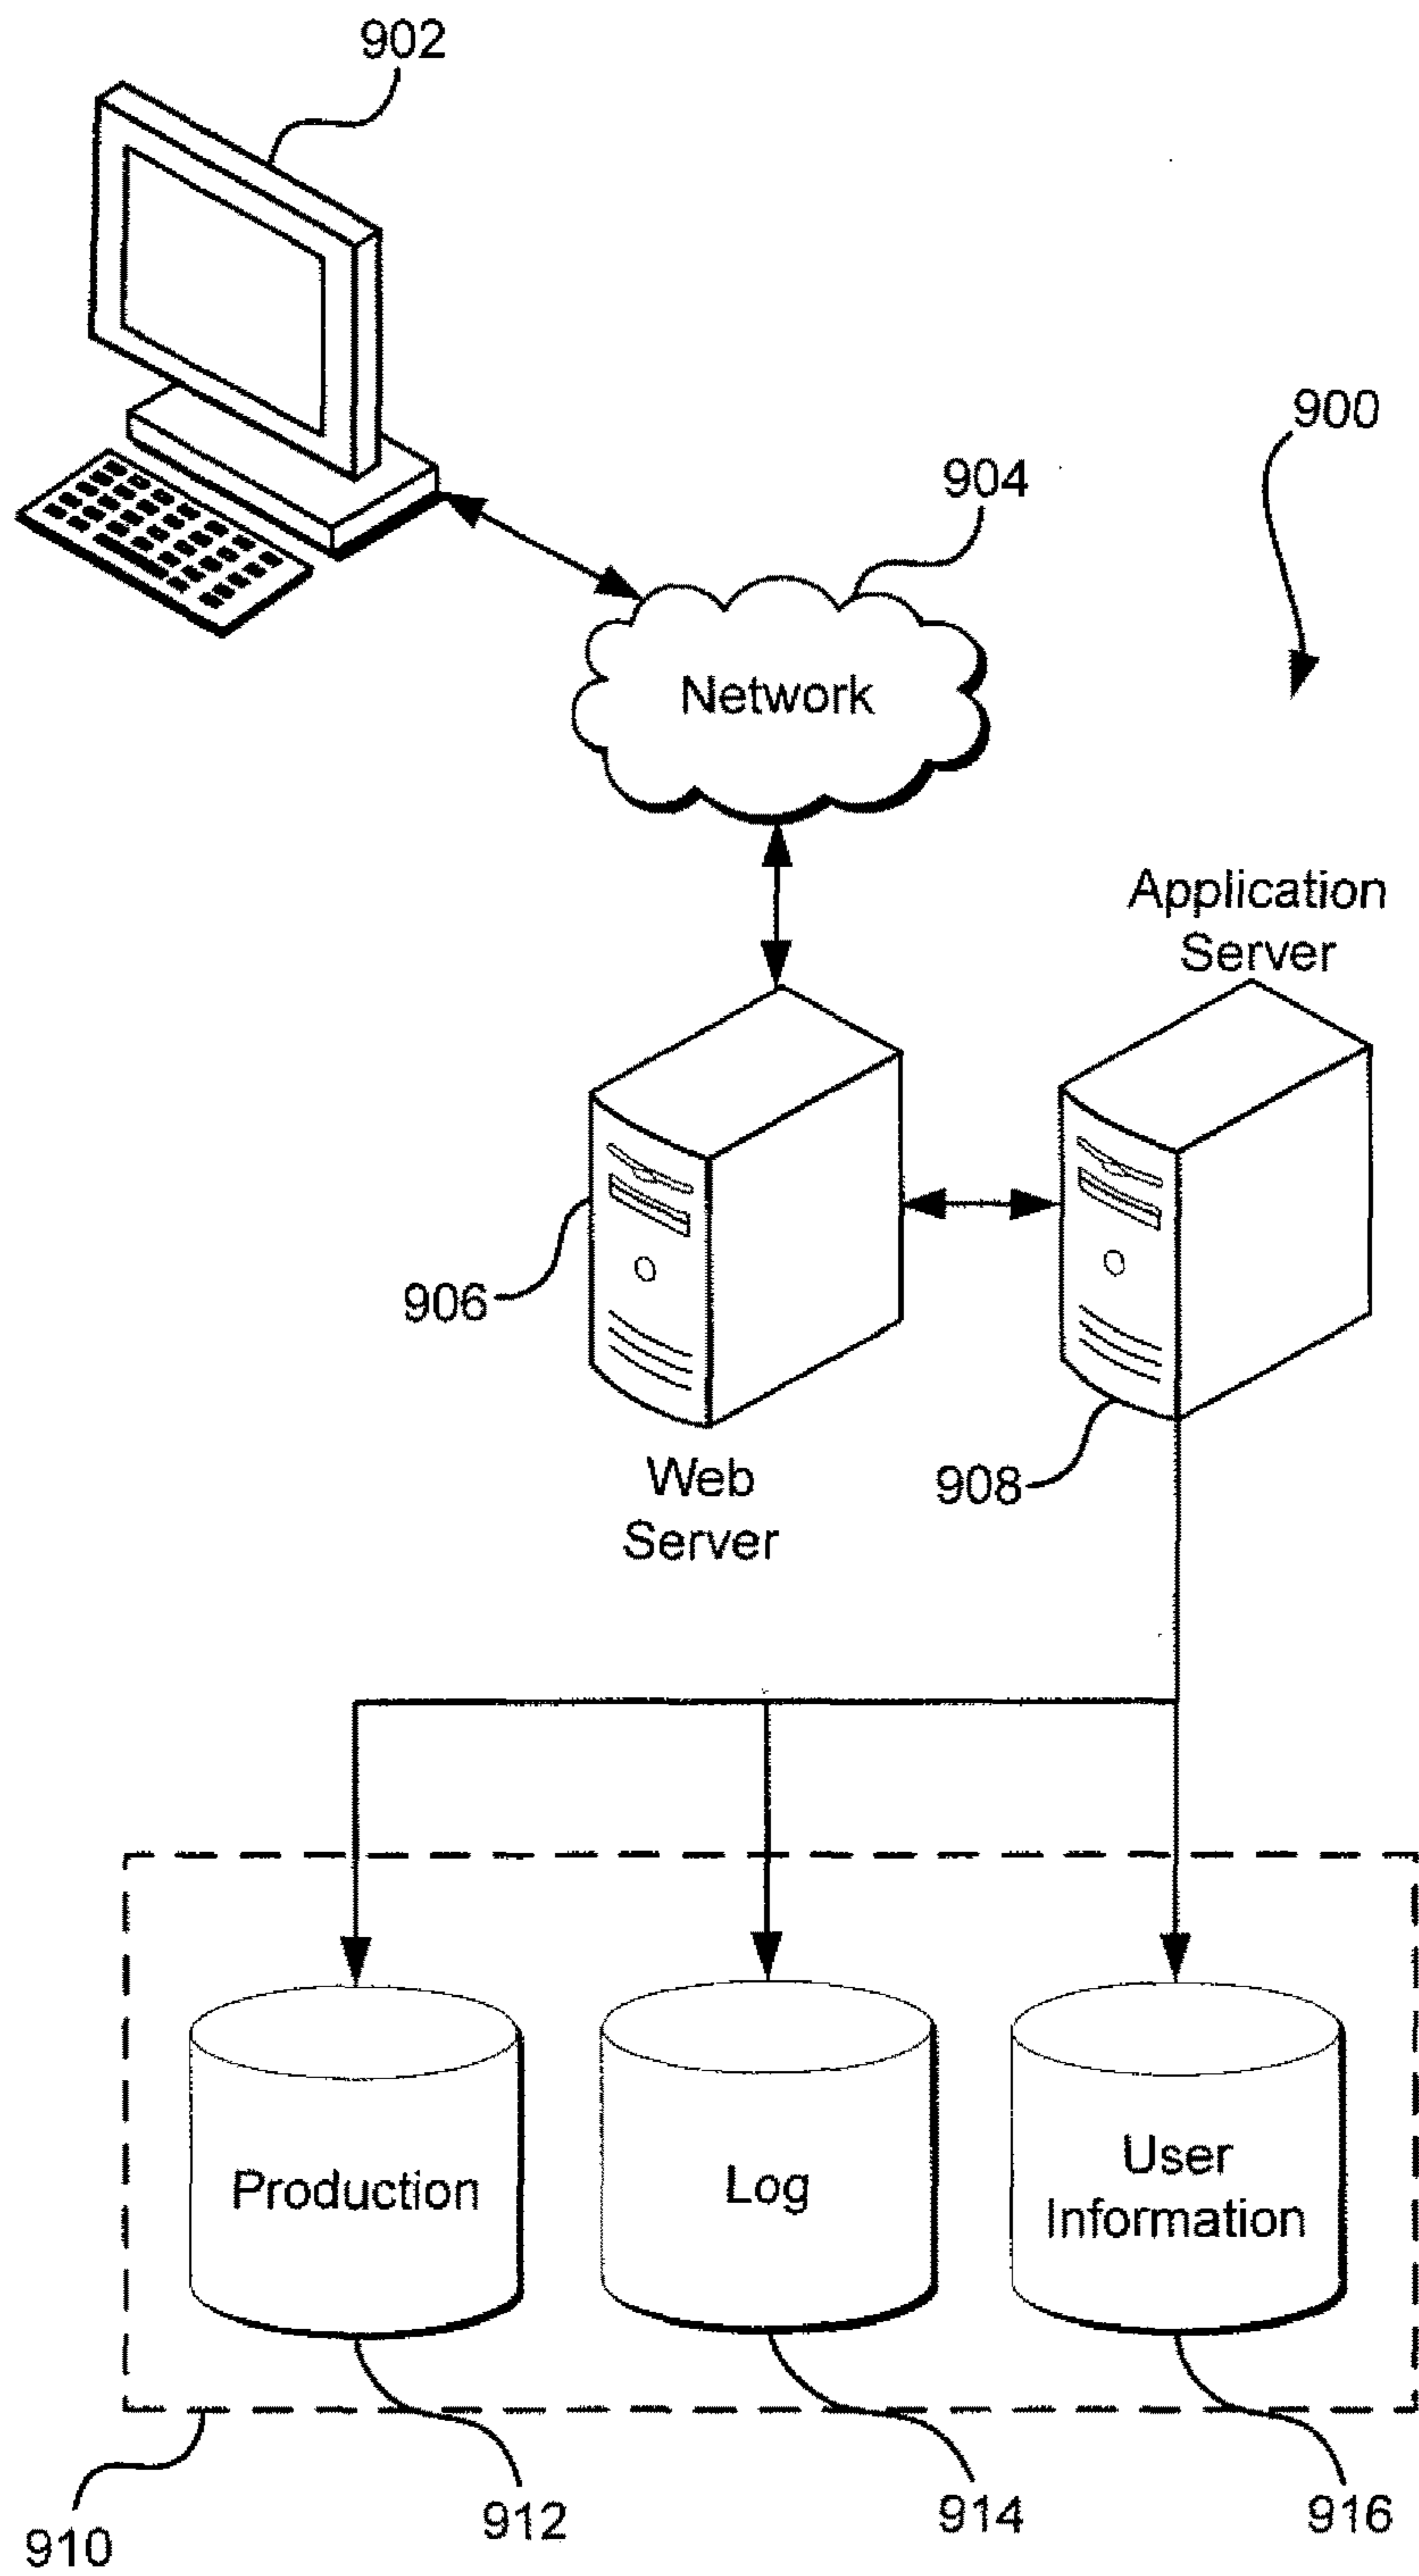 902
900
904
Network
Application
Server
906
Web
Server
908
Production
Log
User
Information
910
912
914
916